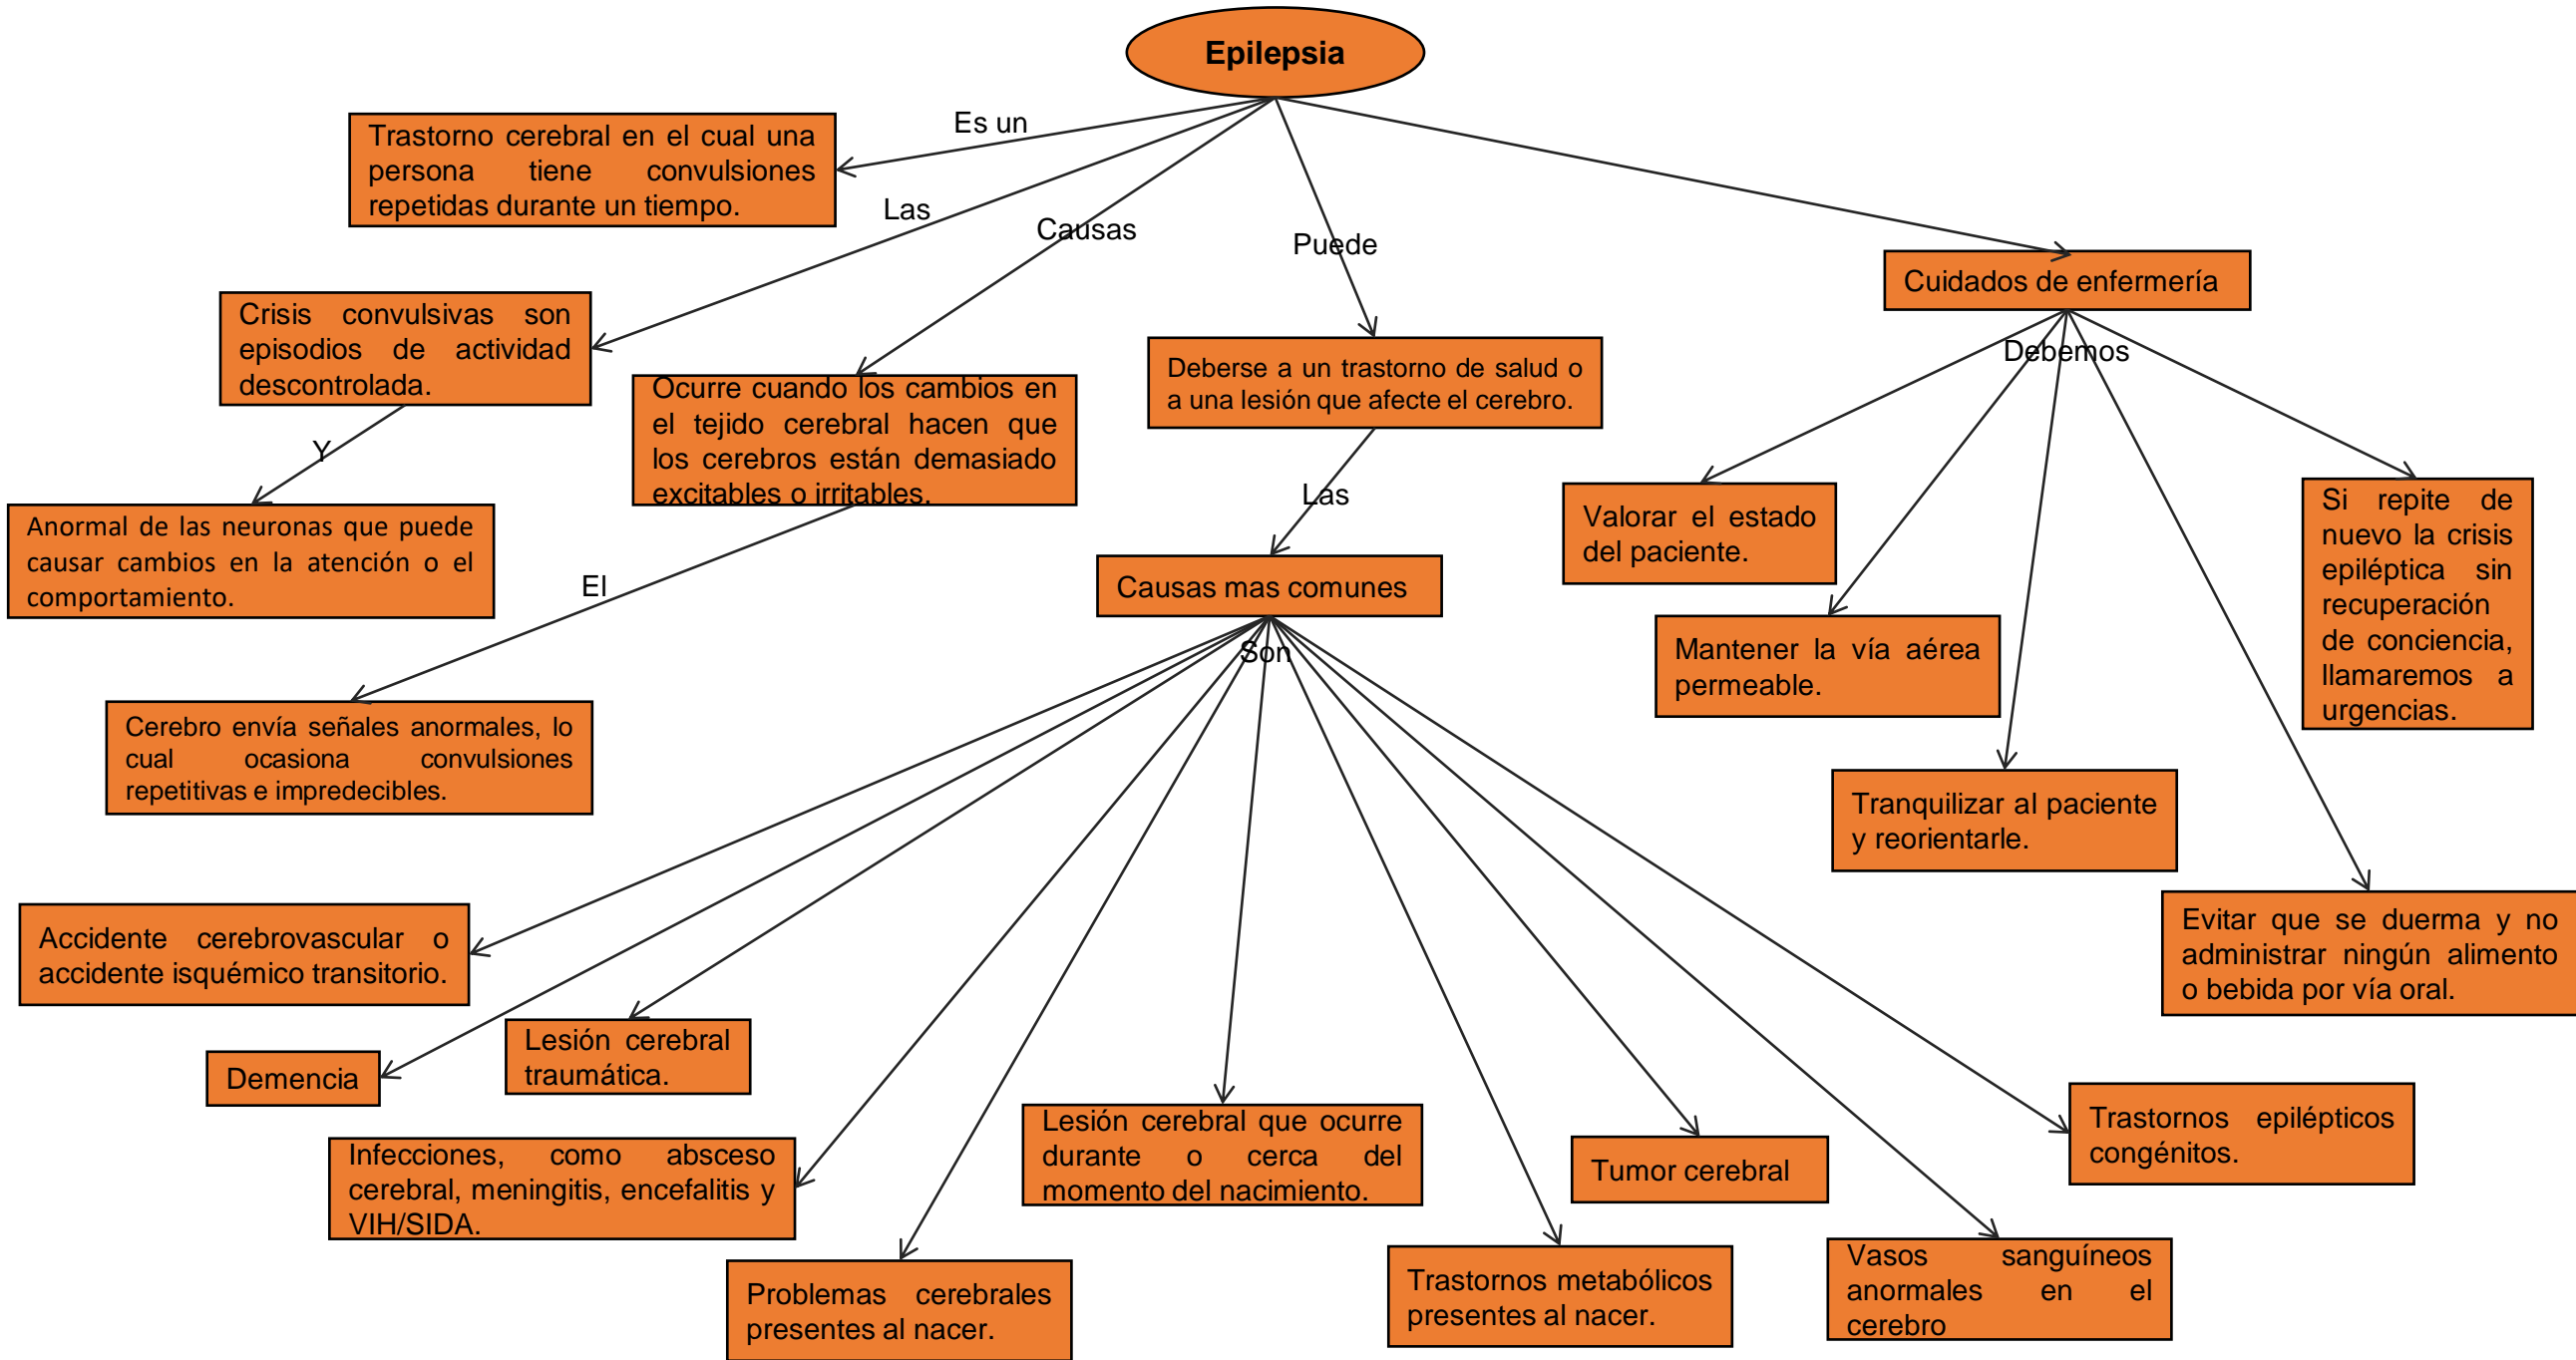 Epilepsia
Es un
Trastorno cerebral en el cual una
persona tiene convulsiones
repetidas durante un tiempo.
Las
Crisis convulsivas son
episodios de actividad
descontrolada.
Y
Anormal de las neuronas que puede
causar cambios en la atención o el
comportamiento.
Causas
Ocurre cuando los cambios en
el tejido cerebral hacen que
los cerebros están demasiado
excitables o irritables.
El
Cerebro envía señales anormales, lo
cual ocasiona convulsiones
repetitivas e impredecibles.
Puede
Deberse a un trastorno de salud o
a una lesión que afecte el cerebro.
Las
Causas mas comunes
Son
Accidente cerebrovascular o
accidente isquémico transitorio.
Demencia
Lesión cerebral
traumática.
Infecciones, como absceso
cerebral, meningitis, encefalitis y
VIH/SIDA.
Problemas cerebrales
presentes al nacer.
Lesión cerebral que ocurre
durante o cerca del
momento del nacimiento.
Trastornos metabólicos
presentes al nacer.
Tumor cerebral
Vasos sanguíneos
anormales en el
cerebro
Trastornos epilépticos
congénitos.
Cuidados de enfermería
Debemos
Valorar el estado
del paciente.
Mantener la vía aérea
permeable.
Tranquilizar al paciente
y reorientarle.
Evitar que se duerma y no
administrar ningún alimento
o bebida por vía oral.
Si repite de
nuevo la crisis
epiléptica sin
recuperación
de conciencia,
llamaremos a
urgencias.